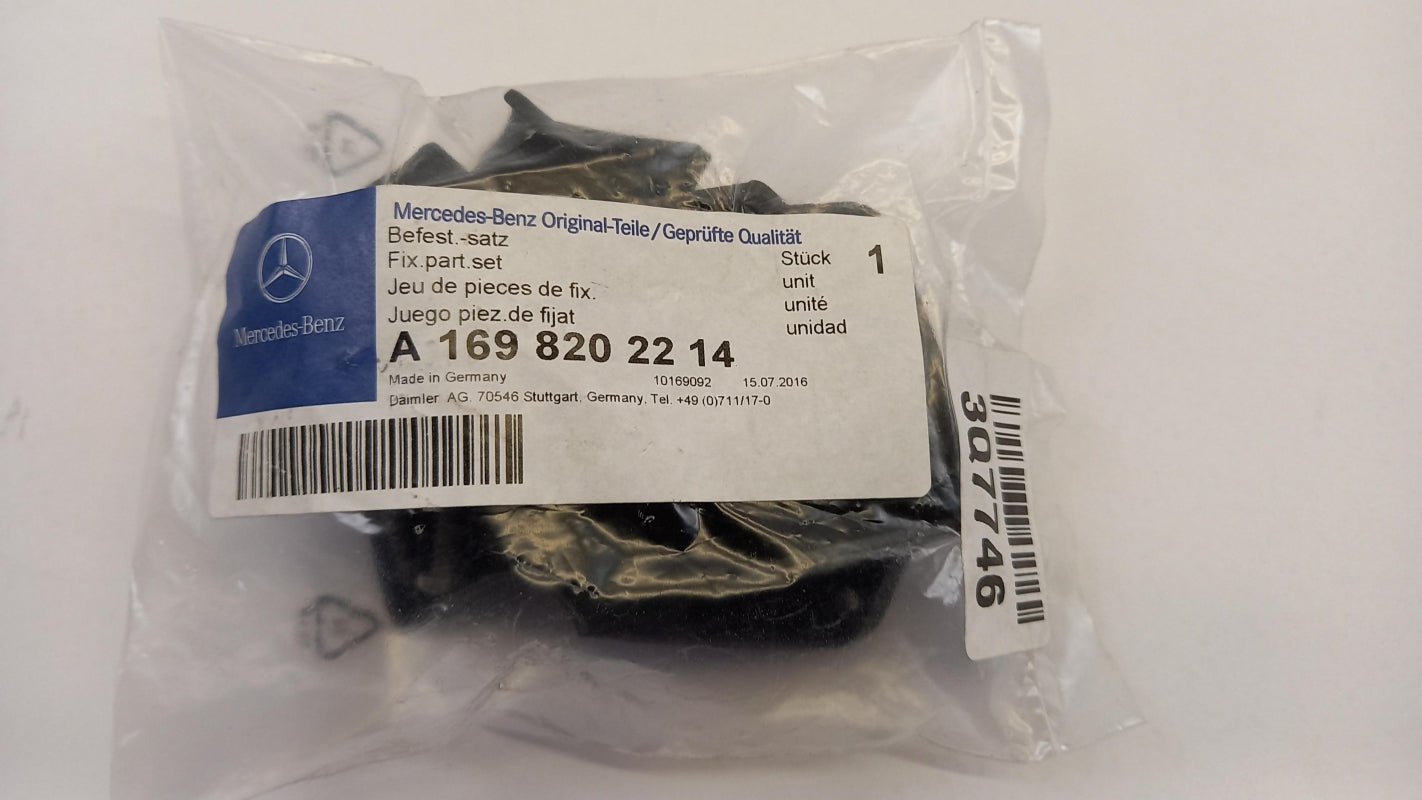 Mercedes-Benz
Mercedes-Benz Original-Teile/Geprüfte Qualität
Befest.-satz
Fix.part.set
Jeu de pieces de fix.
Juego piez.de fijat
Stück 1
unit
unité
unidad
A 169 820 22 14
Made in Germany 10169092 15.07.2016
Daimler AG. 70546 Stuttgart. Germany. Tel. +49 (0)711/17-0
3Q7746